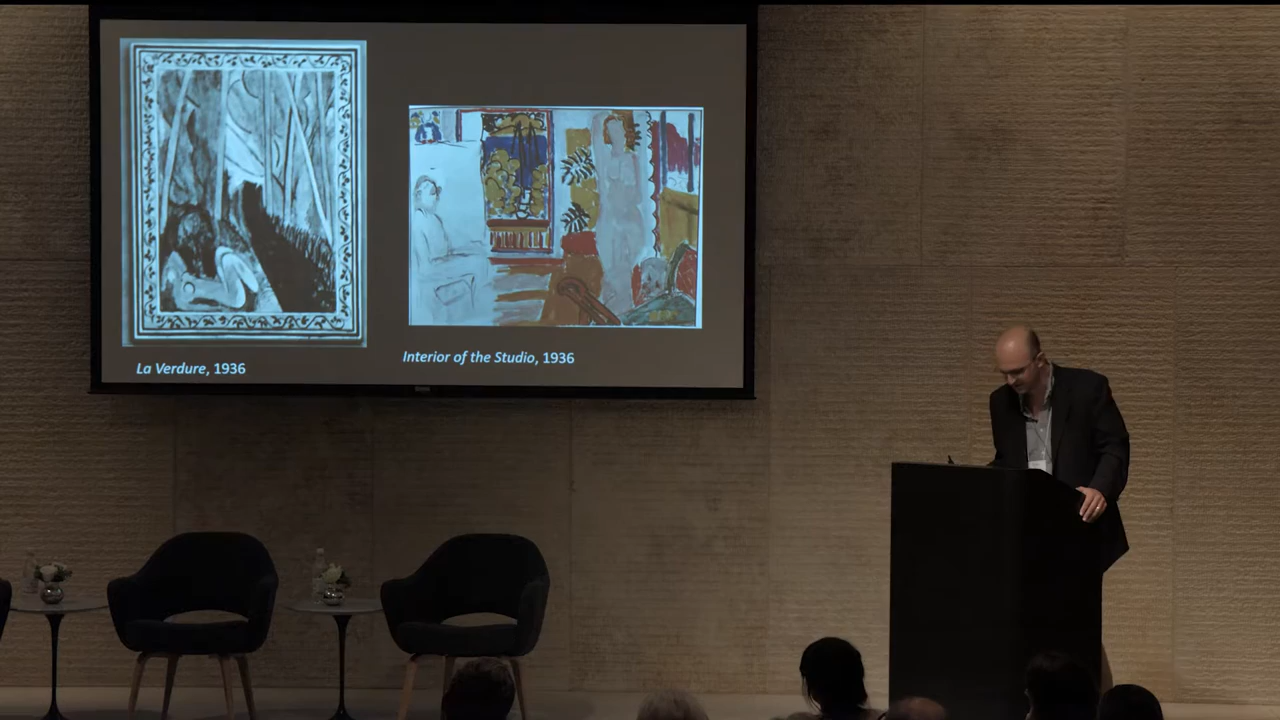 La Verdure, 1936
Interior of the Studio, 1936